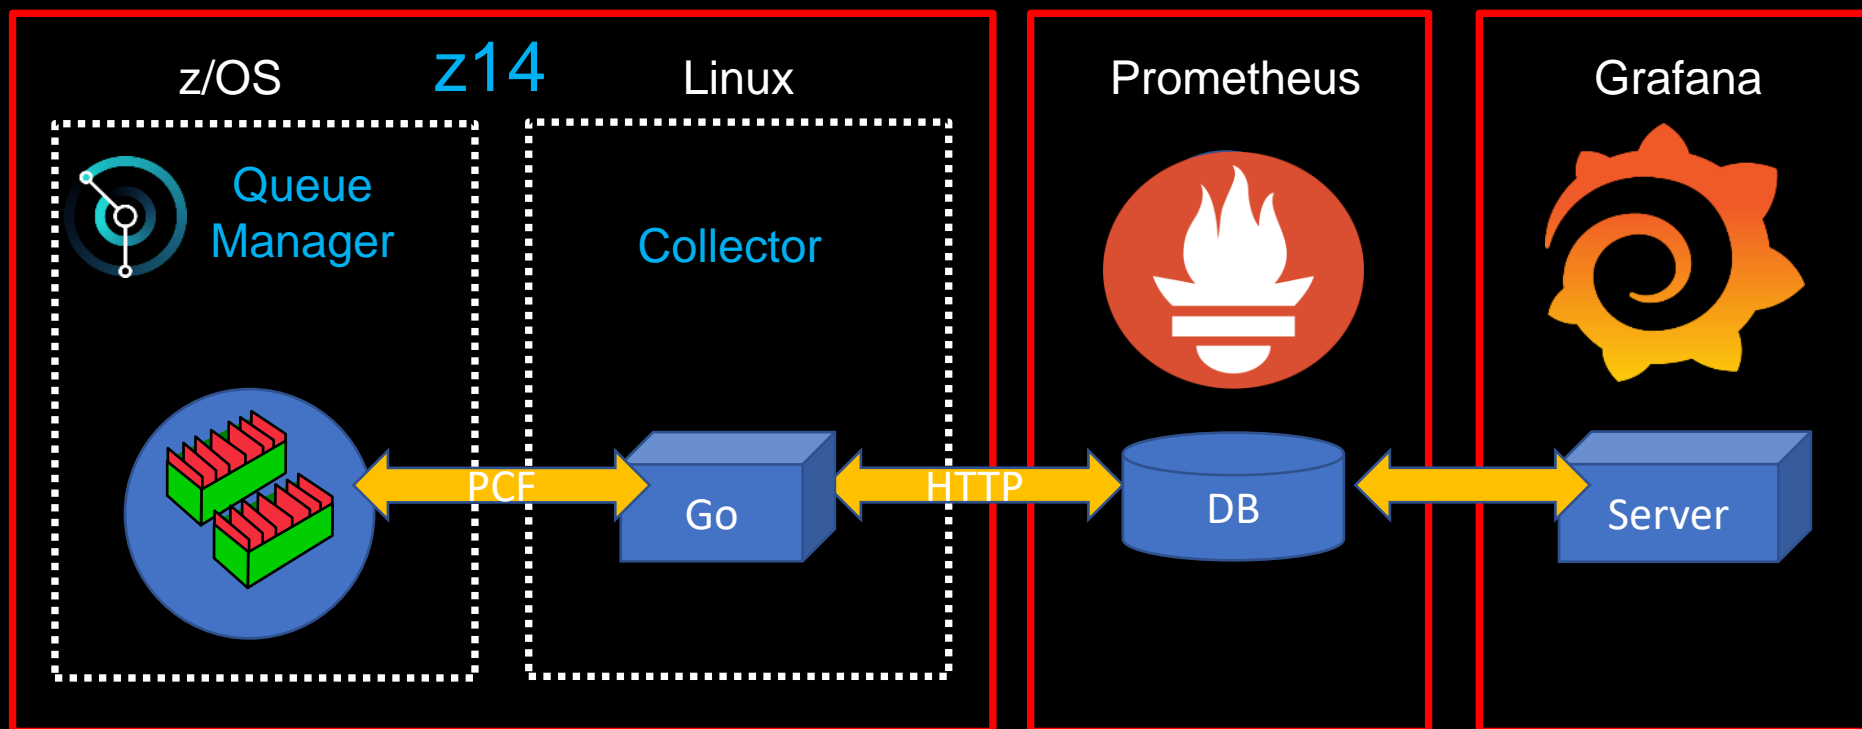 z/OS
z14
Linux
Prometheus
Grafana
Queue
Manager
Collector
PCF
Go
HTTP
DB
Server